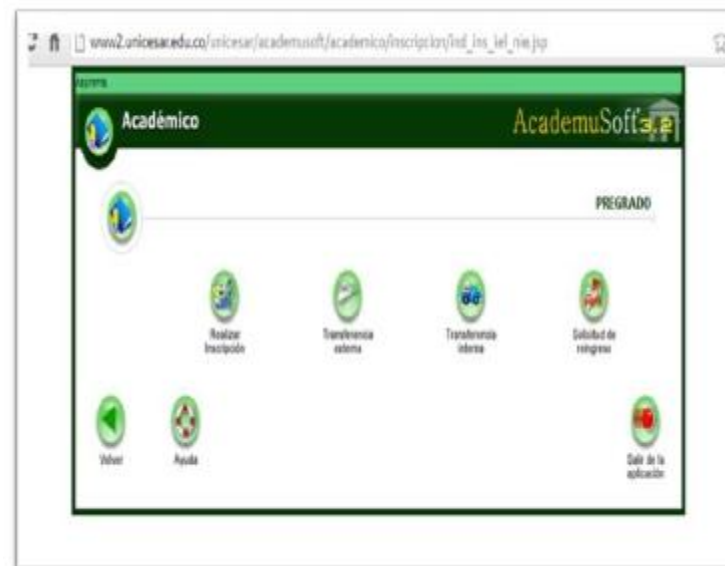 www2.unicesar.edu.co/unicesar/academusoft/academico/inscripcion/ind_ins_iel_nie.jsp
Académico
AcademuSoft 3.2
PREGRADO
Realizar
Inscripción
Transferencia
externa
Transferencia
interna
Solicitud de
reingreso
Volver
Ayuda
Salir de la
aplicación